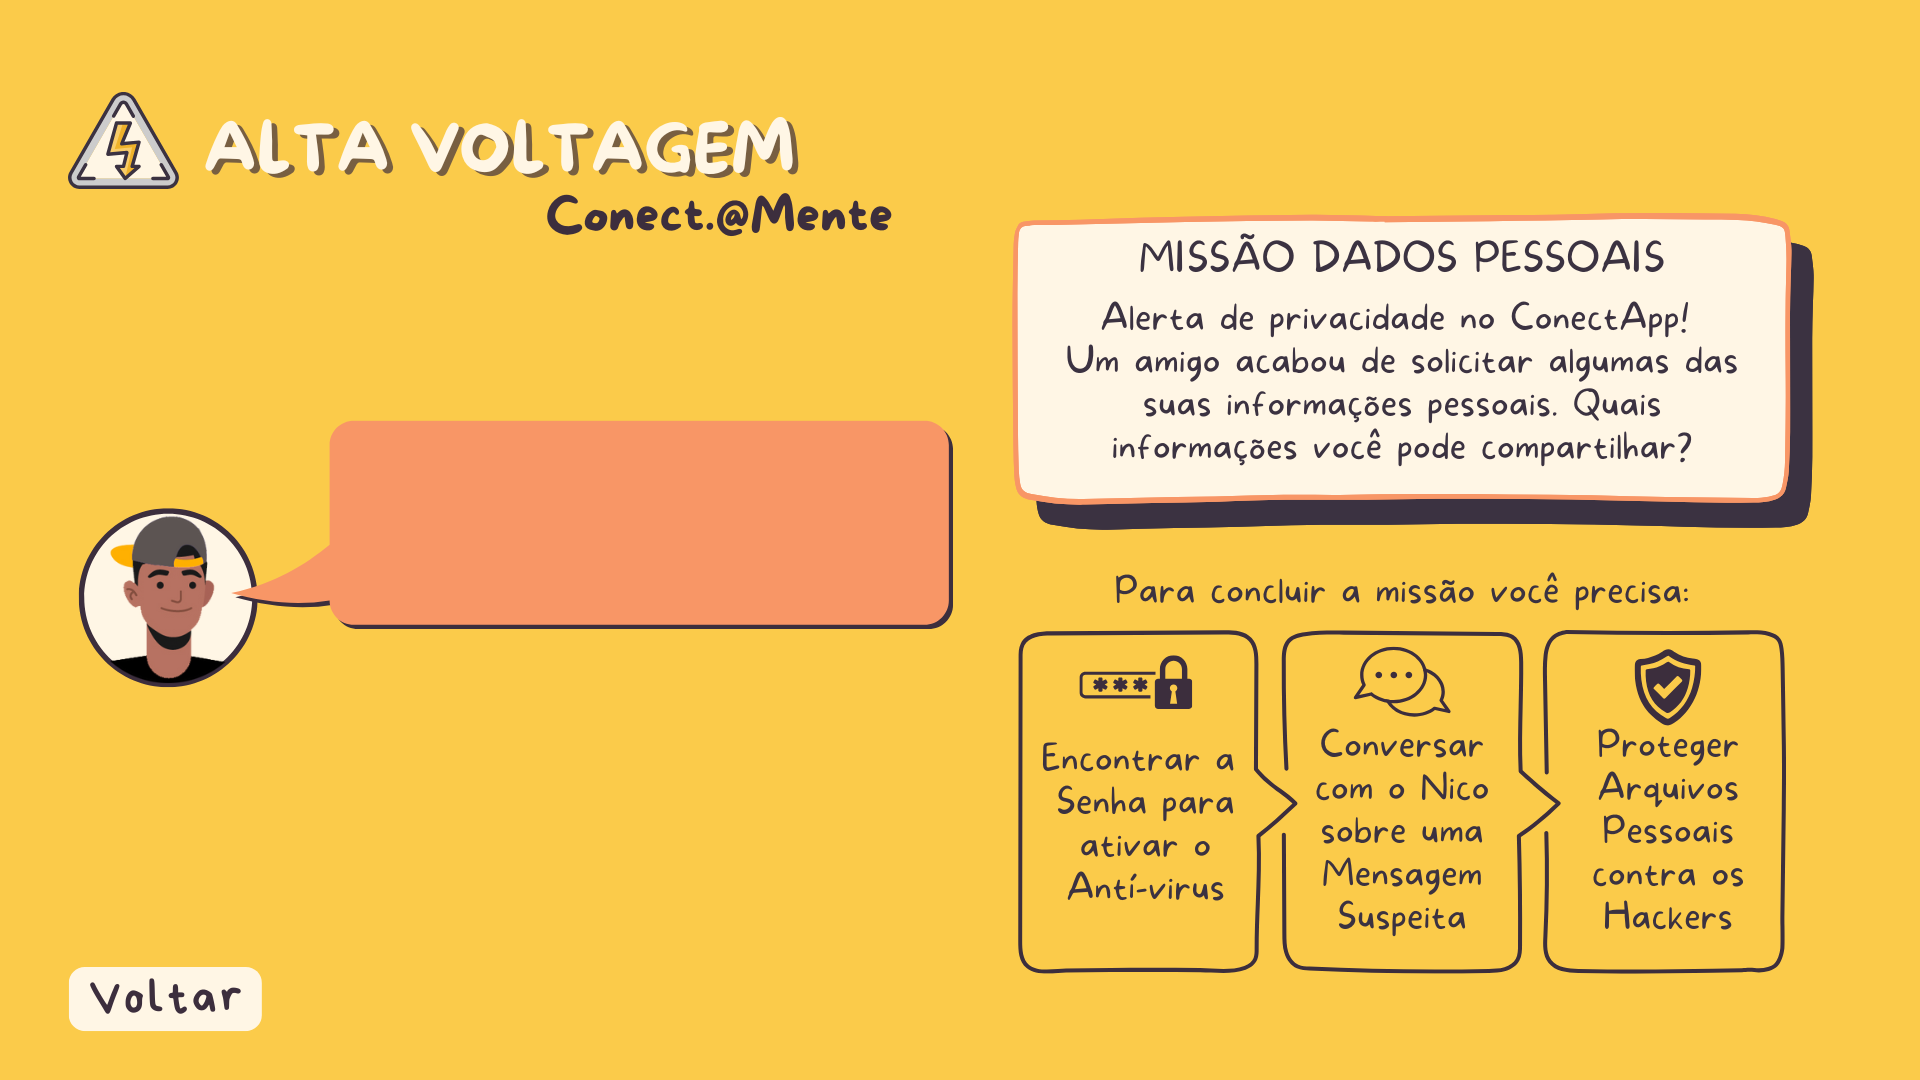 ALTA VOLTAGEM
Conect.@Mente
MISSÃO DADOS PESSOAIS
Alerta de privacidade no ConectApp!
Um amigo acabou de solicitar algumas das
suas informações pessoais. Quais
informações você pode compartilhar?
Para concluir a missão você precisa:
***
Encontrar a
Senha para
ativar o
Antí-virus
Conversar
com o Nico
sobre uma
Mensagem
Suspeita
Proteger
Arquivos
Pessoais
contra os
Hackers
Voltar